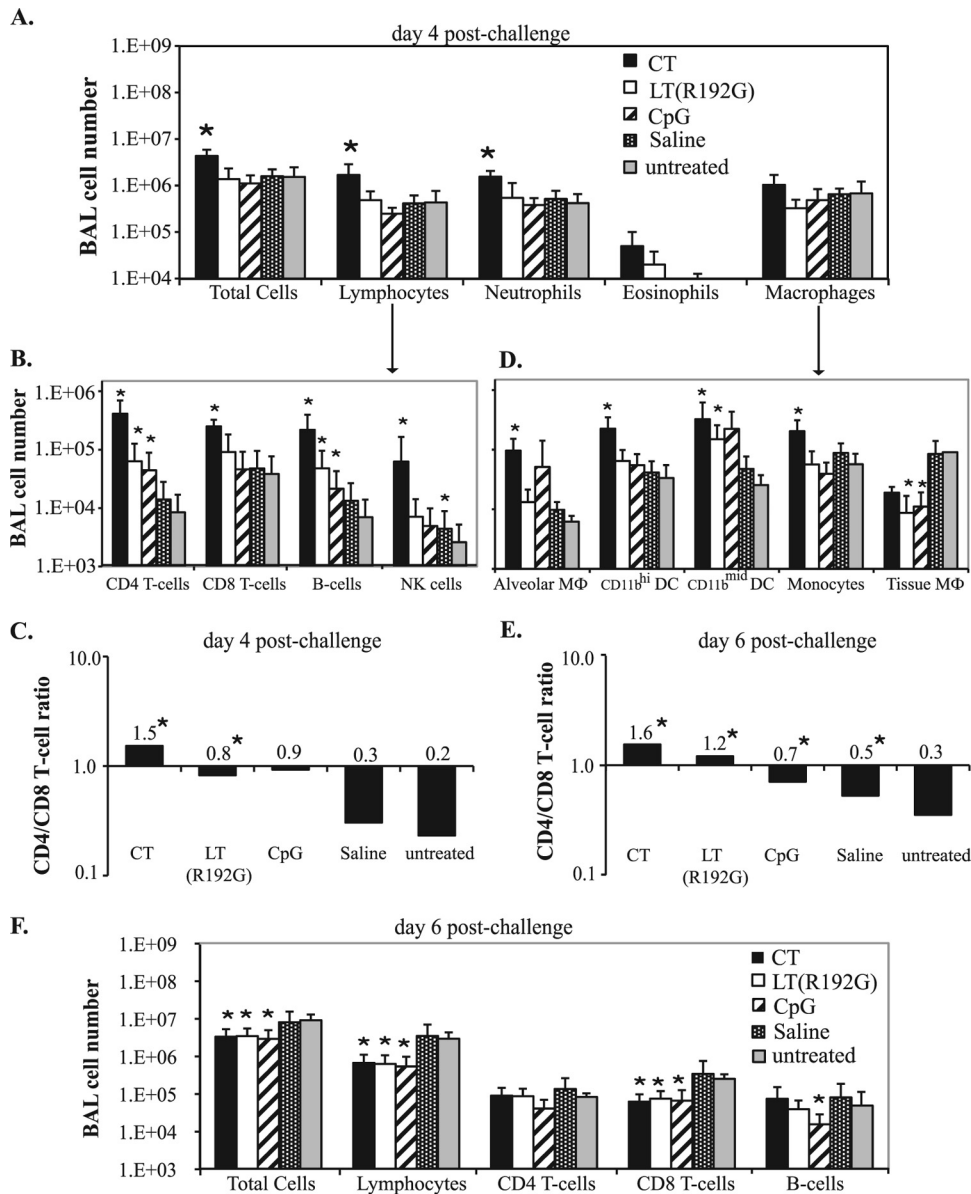 A.
day 4 post-challenge
BAL cell number
1.E+09
1.E+08
1.E+07
1.E+06
1.E+05
1.E+04
CT
LT(R192G)
CpG
Saline
untreated
* * *
Total Cells Lymphocytes Neutrophils Eosinophils Macrophages
B.
BAL cell number
1.E+06
1.E+05
1.E+04
1.E+03
* * * * * * * *
CD4 T-cells CD8 T-cells B-cells NK cells
D.
* * * * * * *
Alveolar MΦ CD11b^hi DC CD11b^mid DC Monocytes Tissue MΦ
C.
day 4 post-challenge
CD4/CD8 T-cell ratio
10.0
1.0
0.1
1.5* 0.8* 0.9 0.3 0.2
CT LT CpG Saline untreated
(R192G)
E.
day 6 post-challenge
CD4/CD8 T-cell ratio
10.0
1.0
0.1
1.6* 1.2* 0.7* 0.5* 0.3
CT LT CpG Saline untreated
(R192G)
F.
day 6 post-challenge
BAL cell number
1.E+09
1.E+08
1.E+07
1.E+06
1.E+05
1.E+04
1.E+03
CT
LT(R192G)
CpG
Saline
untreated
* * * * * * * * * *
Total Cells Lymphocytes CD4 T-cells CD8 T-cells B-cells